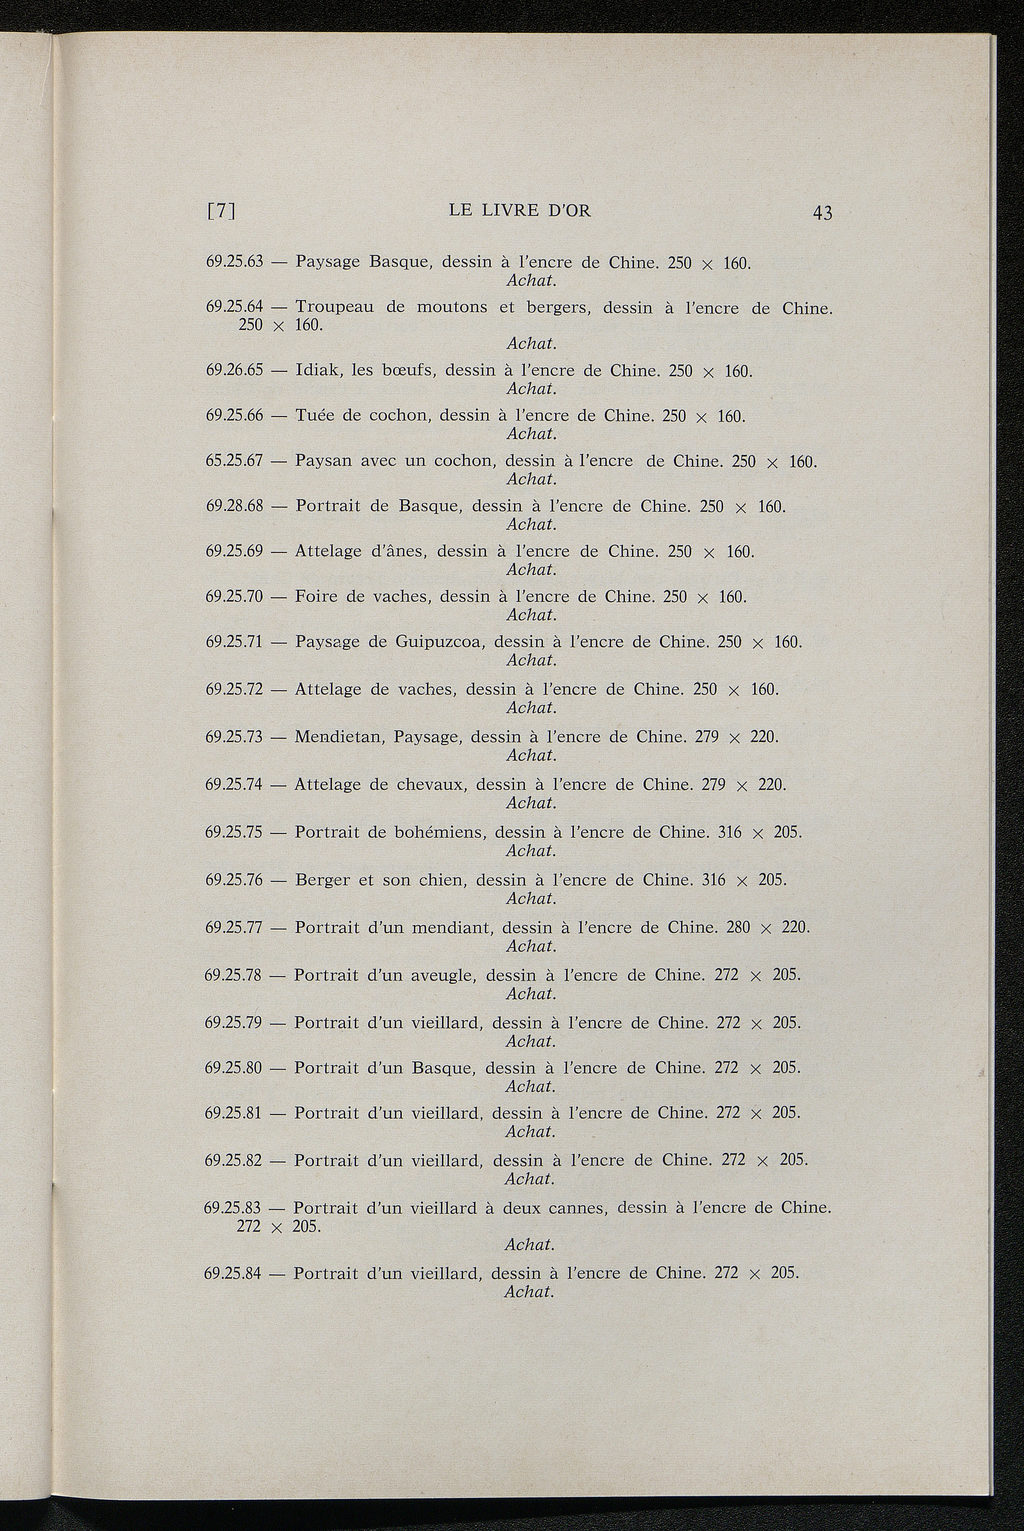 [7] LE LIVRE D'OR 43
69.25.63 — Paysage Basque, dessin à l'encre de Chine. 250 × 160.
Achat.
69.25.64 — Troupeau de moutons et bergers, dessin à l'encre de Chine.
250 × 160.
Achat.
69.26.65 — Idiak, les bœufs, dessin à l'encre de Chine. 250 × 160.
Achat.
69.25.66 — Tuée de cochon, dessin à l'encre de Chine. 250 × 160.
Achat.
65.25.67 — Paysan avec un cochon, dessin à l'encre de Chine. 250 × 160.
Achat.
69.28.68 — Portrait de Basque, dessin à l'encre de Chine. 250 × 160.
Achat.
69.25.69 — Attelage d'ânes, dessin à l'encre de Chine. 250 × 160.
Achat.
69.25.70 — Foire de vaches, dessin à l'encre de Chine. 250 × 160.
Achat.
69.25.71 — Paysage de Guipuzcoa, dessin à l'encre de Chine. 250 × 160.
Achat.
69.25.72 — Attelage de vaches, dessin à l'encre de Chine. 250 × 160.
Achat.
69.25.73 — Mendietan, Paysage, dessin à l'encre de Chine. 279 × 220.
Achat.
69.25.74 — Attelage de chevaux, dessin à l'encre de Chine. 279 × 220.
Achat.
69.25.75 — Portrait de bohémiens, dessin à l'encre de Chine. 316 × 205.
Achat.
69.25.76 — Berger et son chien, dessin à l'encre de Chine. 316 × 205.
Achat.
69.25.77 — Portrait d'un mendiant, dessin à l'encre de Chine. 280 × 220.
Achat.
69.25.78 — Portrait d'un aveugle, dessin à l'encre de Chine. 272 × 205.
Achat.
69.25.79 — Portrait d'un vieillard, dessin à l'encre de Chine. 272 × 205.
Achat.
69.25.80 — Portrait d'un Basque, dessin à l'encre de Chine. 272 × 205.
Achat.
69.25.81 — Portrait d'un vieillard, dessin à l'encre de Chine. 272 × 205.
Achat.
69.25.82 — Portrait d'un vieillard, dessin à l'encre de Chine. 272 × 205.
Achat.
69.25.83 — Portrait d'un vieillard à deux cannes, dessin à l'encre de Chine.
272 × 205.
Achat.
69.25.84 — Portrait d'un vieillard, dessin à l'encre de Chine. 272 × 205.
Achat.